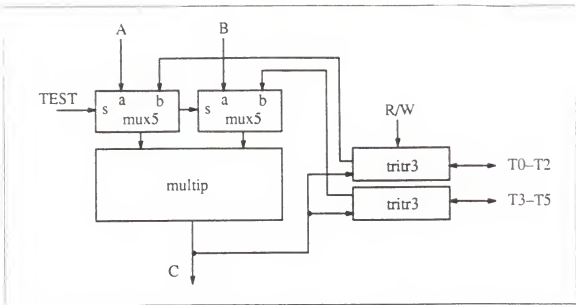 A
B
TEST
s
a
b
mux5
s
a
b
mux5
R/W
tritr3
T0–T2
multip
tritr3
T3–T5
C